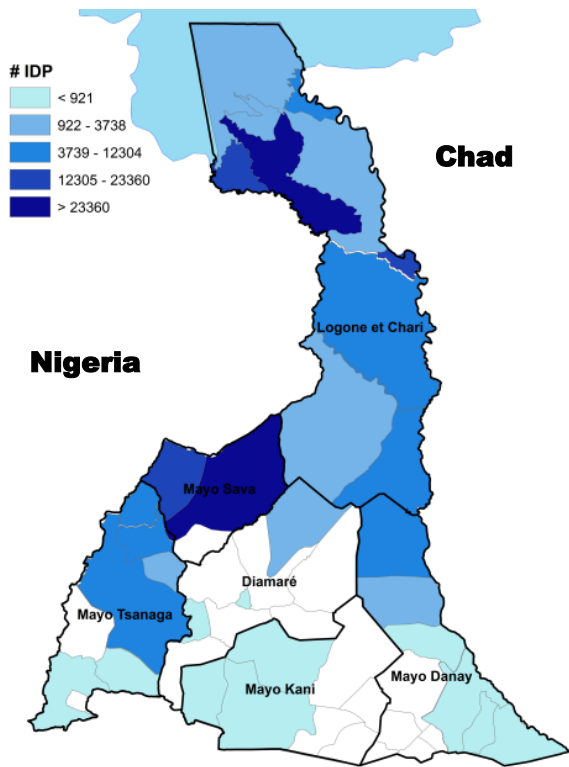 # IDP
< 921
922 - 3738
3739 - 12304
12305 - 23360
> 23360
Chad
Logone et Chari
Nigeria
Mayo Sava
Diamaré
Mayo Tsanaga
Mayo Danay
Mayo Kani